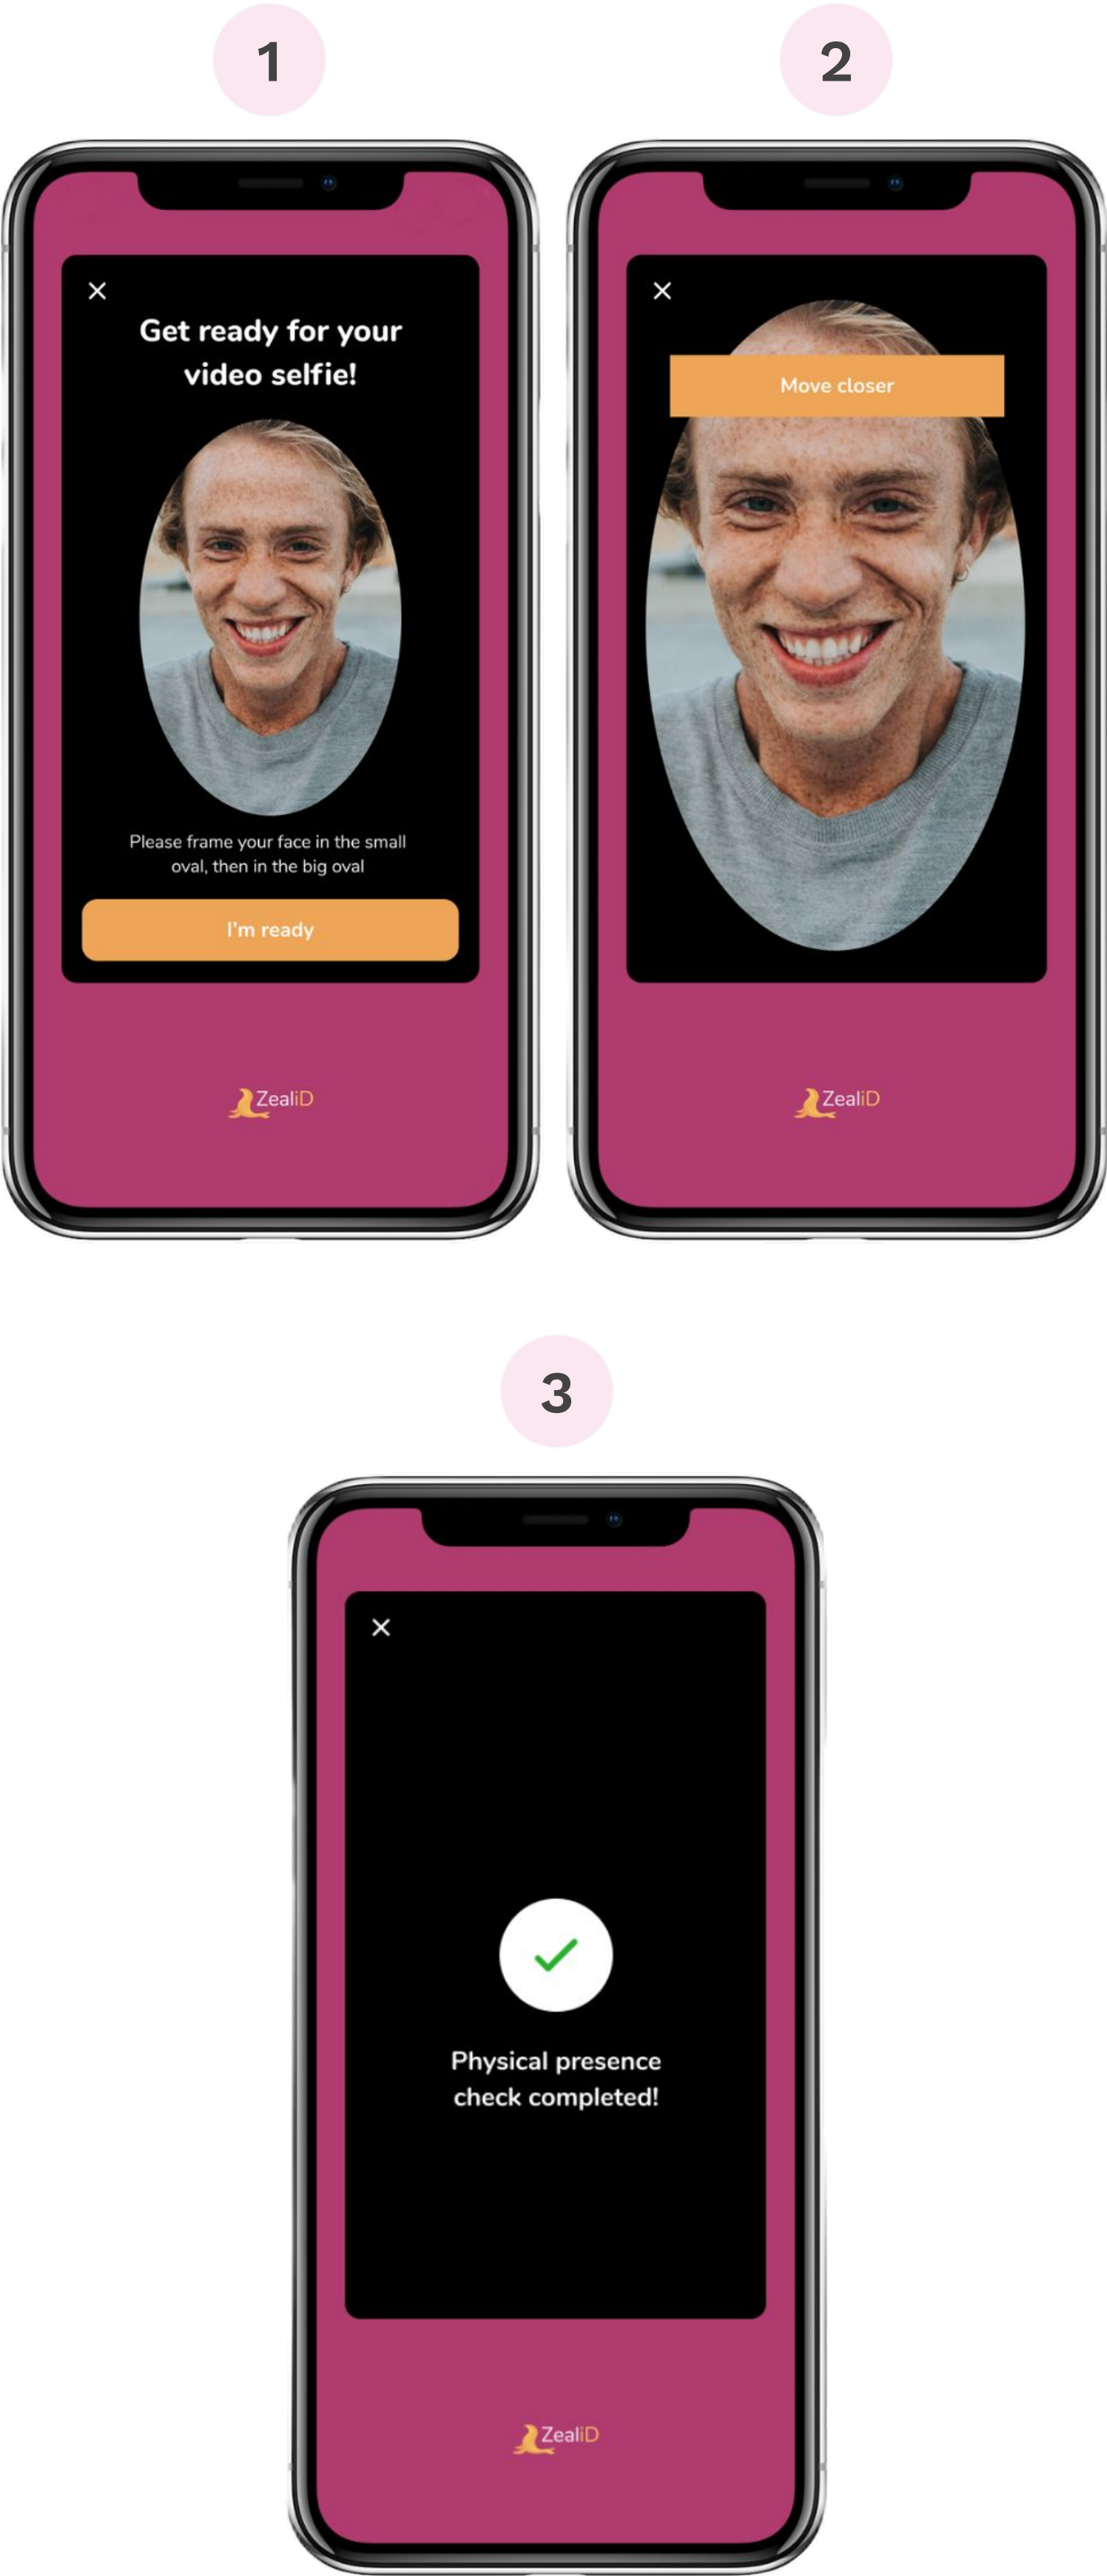 1
Get ready for your
video selfie!
Please frame your face in the small
oval, then in the big oval
I'm ready
ZealiD
2
Move closer
ZealiD
3
Physical presence
check completed!
ZealiD